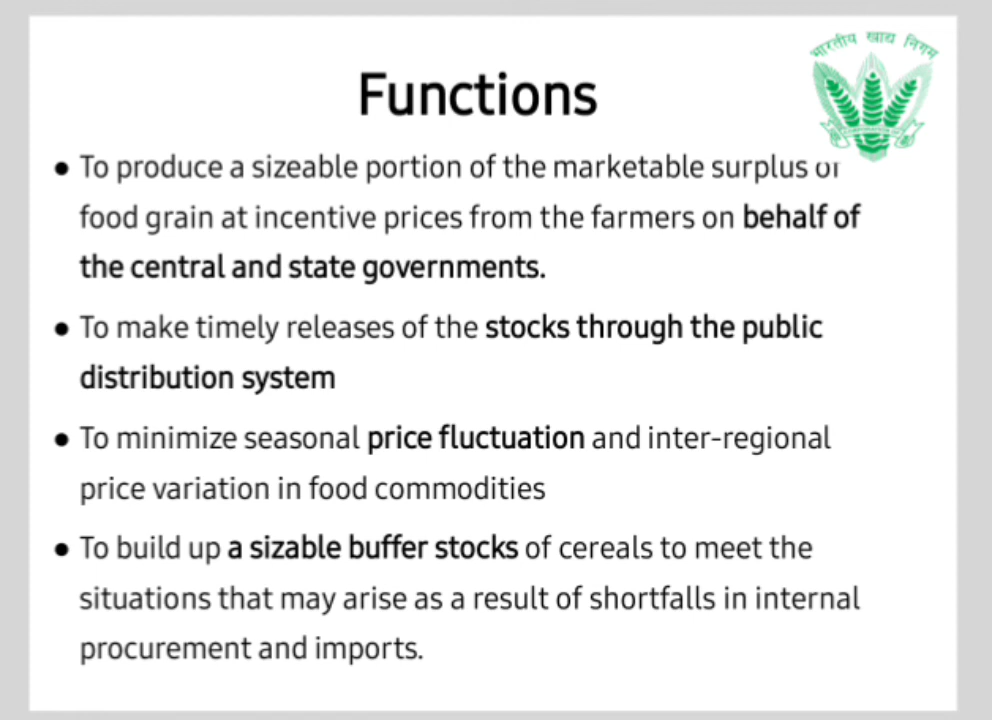 भारतीय खाद्य निगम
Functions
● To produce a sizeable portion of the marketable surplus of
food grain at incentive prices from the farmers on behalf of
the central and state governments.
● To make timely releases of the stocks through the public
distribution system
● To minimize seasonal price fluctuation and inter-regional
price variation in food commodities
● To build up a sizable buffer stocks of cereals to meet the
situations that may arise as a result of shortfalls in internal
procurement and imports.